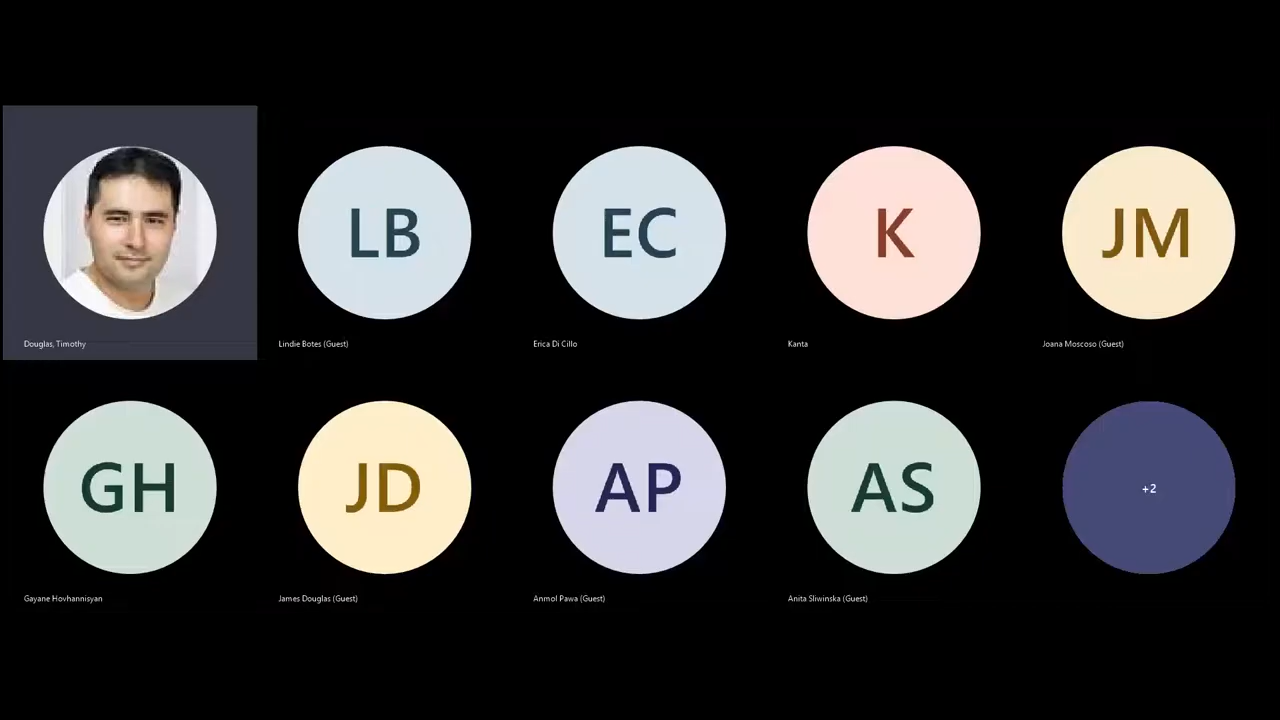 LB
EC
K
JM
Douglas, Timothy
Lindie Botes (Guest)
Erica Di Cillo
Kanta
Joana Moscoso (Guest)
GH
JD
AP
AS
+2
Gayane Hovhannisyan
James Douglas (Guest)
Anmol Pawa (Guest)
Anita Sliwinska (Guest)